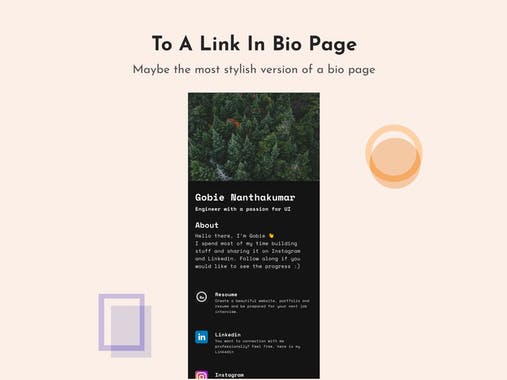 To A Link In Bio Page
Maybe the most stylish version of a bio page
Gobie Nanthakumar
Engineer with a passion for UI
About
Hello there, I'm Gobie 👋
I spend most of my time building
stuff and sharing it on Instagram
and Linkedin. Follow along if you
would like to see the progress :)
Resoume
Create a beautiful website, portfolio and
resume and be prepared for your next job
interview.
in
Linkedin
You want to connection with me
professionally? Feel free, here is my
Linkedin
Instagram